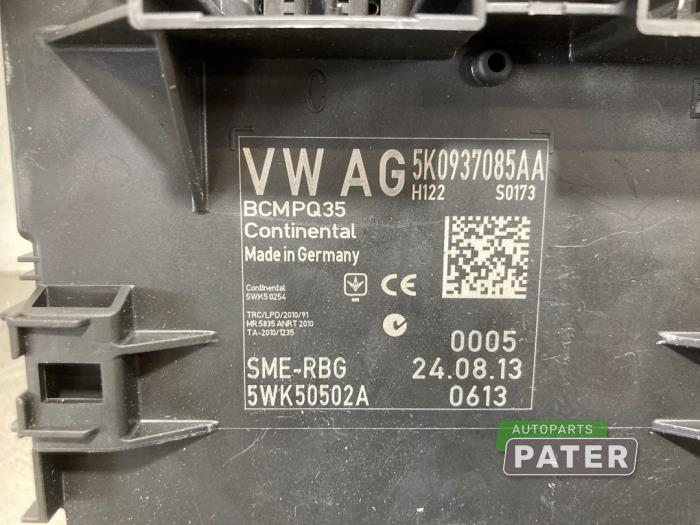 C
VW AG 5K0937085AA
H122 S0173
BCMPQ35
Continental
Made in Germany
Continental
5WK50254
CE
TRC/LPD/2010/91
MR 5835 ANRT 2010
TA-2010/1235
0005
SME-RBG 24.08.13
5WK50502A 0613
AUTOPARTS
PATER